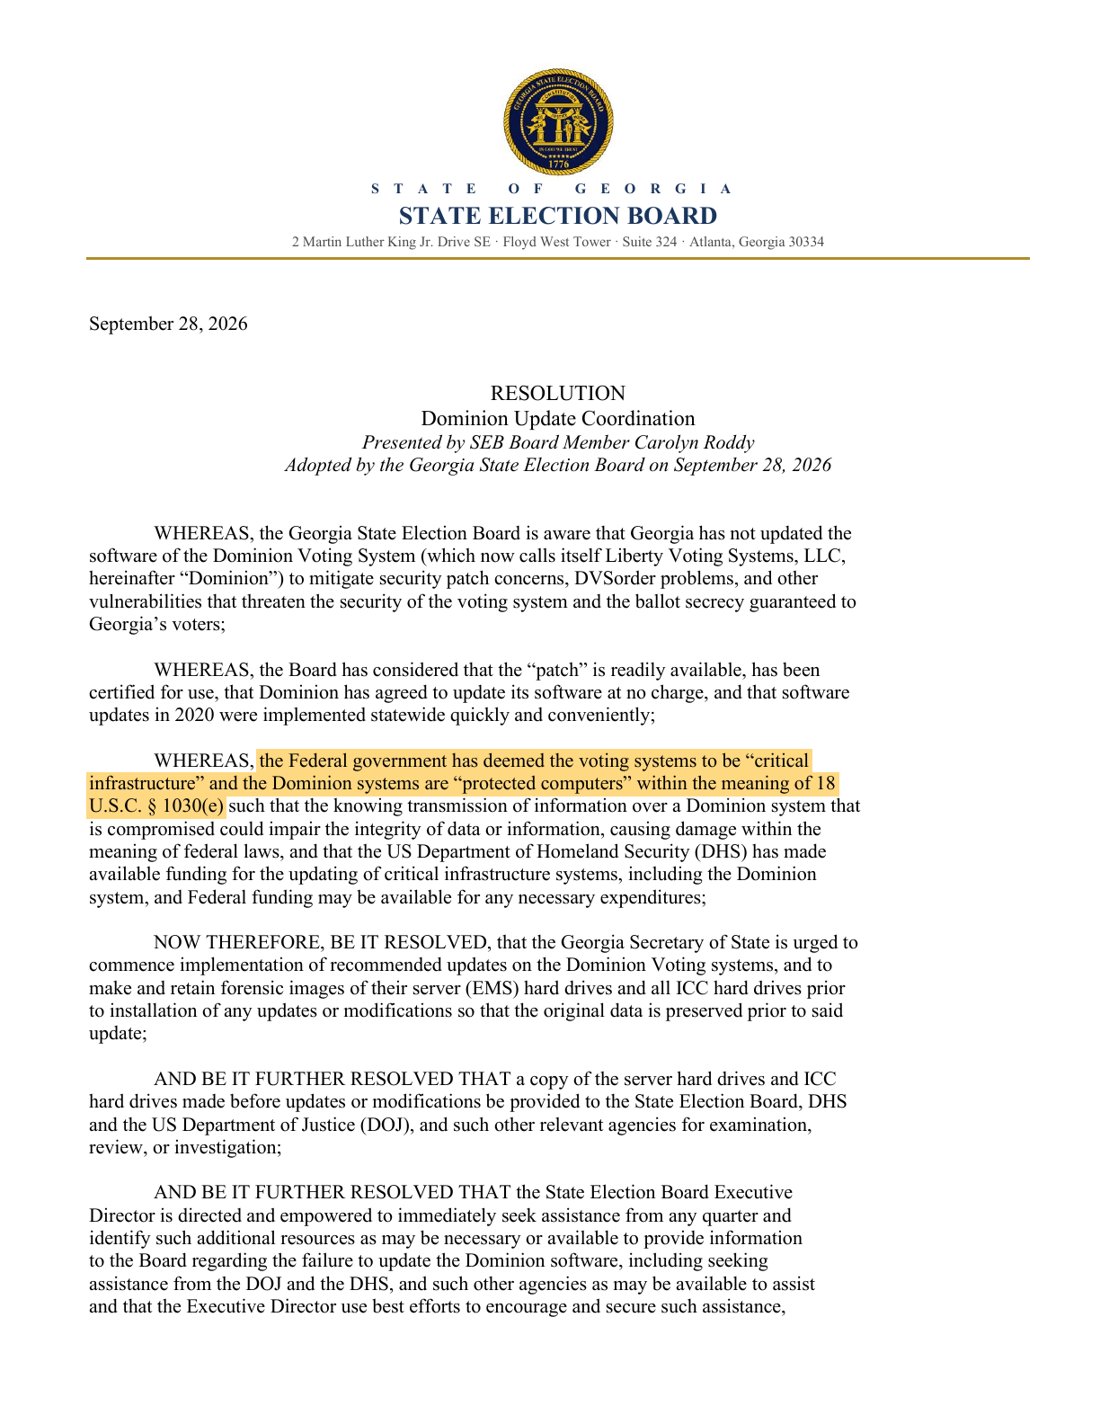 GEORGIA STATE ELECTION BOARD
CONSTITUTION
IN GOD WE TRUST
1776
STATE OF GEORGIA
STATE ELECTION BOARD
2 Martin Luther King Jr. Drive SE · Floyd West Tower · Suite 324 · Atlanta, Georgia 30334
September 28, 2026
RESOLUTION
Dominion Update Coordination
Presented by SEB Board Member Carolyn Roddy
Adopted by the Georgia State Election Board on September 28, 2026
WHEREAS, the Georgia State Election Board is aware that Georgia has not updated the
software of the Dominion Voting System (which now calls itself Liberty Voting Systems, LLC,
hereinafter “Dominion”) to mitigate security patch concerns, DVSorder problems, and other
vulnerabilities that threaten the security of the voting system and the ballot secrecy guaranteed to
Georgia’s voters;
WHEREAS, the Board has considered that the “patch” is readily available, has been
certified for use, that Dominion has agreed to update its software at no charge, and that software
updates in 2020 were implemented statewide quickly and conveniently;
WHEREAS, the Federal government has deemed the voting systems to be “critical
infrastructure” and the Dominion systems are “protected computers” within the meaning of 18
U.S.C. § 1030(e) such that the knowing transmission of information over a Dominion system that
is compromised could impair the integrity of data or information, causing damage within the
meaning of federal laws, and that the US Department of Homeland Security (DHS) has made
available funding for the updating of critical infrastructure systems, including the Dominion
system, and Federal funding may be available for any necessary expenditures;
NOW THEREFORE, BE IT RESOLVED, that the Georgia Secretary of State is urged to
commence implementation of recommended updates on the Dominion Voting systems, and to
make and retain forensic images of their server (EMS) hard drives and all ICC hard drives prior
to installation of any updates or modifications so that the original data is preserved prior to said
update;
AND BE IT FURTHER RESOLVED THAT a copy of the server hard drives and ICC
hard drives made before updates or modifications be provided to the State Election Board, DHS
and the US Department of Justice (DOJ), and such other relevant agencies for examination,
review, or investigation;
AND BE IT FURTHER RESOLVED THAT the State Election Board Executive
Director is directed and empowered to immediately seek assistance from any quarter and
identify such additional resources as may be necessary or available to provide information
to the Board regarding the failure to update the Dominion software, including seeking
assistance from the DOJ and the DHS, and such other agencies as may be available to assist
and that the Executive Director use best efforts to encourage and secure such assistance,